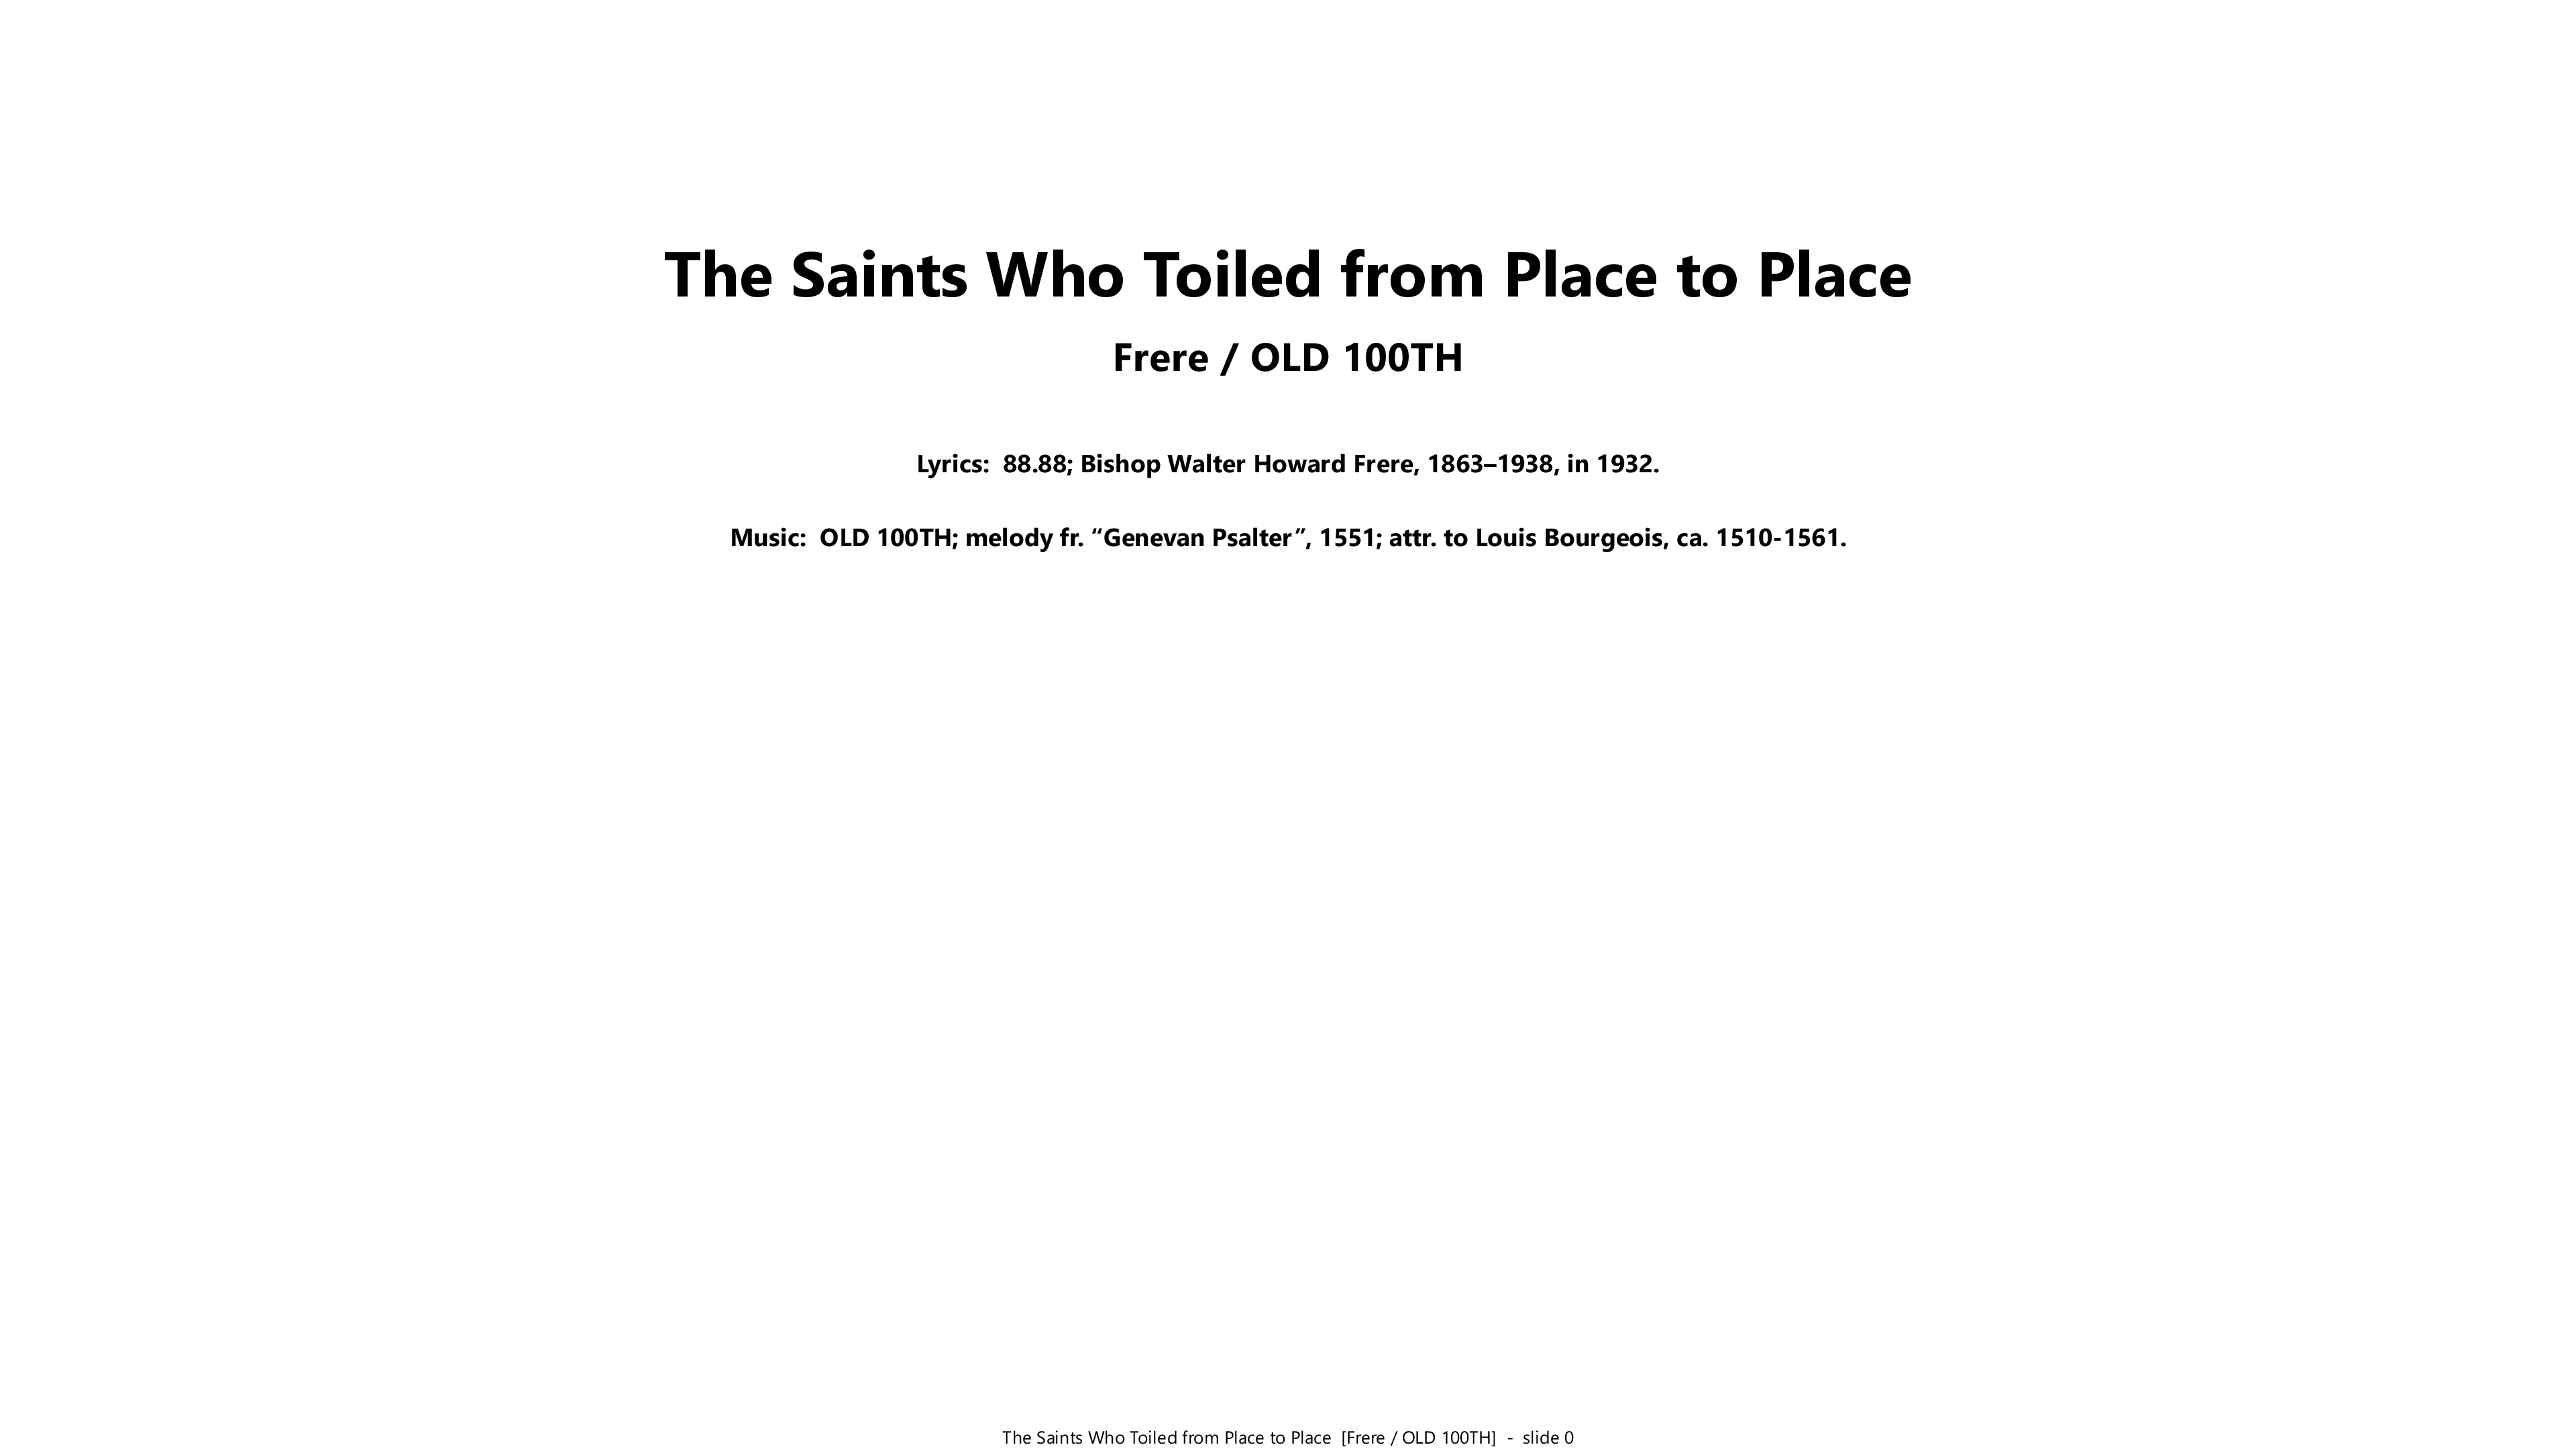 The Saints Who Toiled from Place to Place
Frere / OLD 100TH
Lyrics:  88.88; Bishop Walter Howard Frere, 1863–1938, in 1932.
Music:  OLD 100TH; melody fr. “Genevan Psalter”, 1551; attr. to Louis Bourgeois, ca. 1510-1561.
The Saints Who Toiled from Place to Place  [Frere / OLD 100TH]  -  slide 0